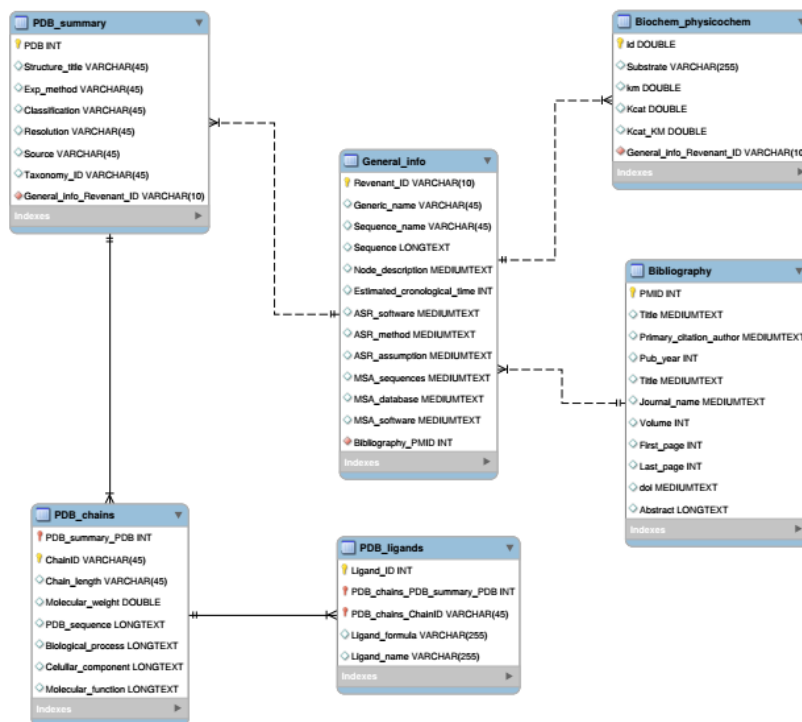 PDB_summary
PDB INT
Structure_title VARCHAR(45)
Exp_method VARCHAR(45)
Classification VARCHAR(45)
Resolution VARCHAR(45)
Source VARCHAR(45)
Taxonomy_ID VARCHAR(45)
General_info_Revenant_ID VARCHAR(10)
Indexes
Biochem_physicochem
Id DOUBLE
Substrate VARCHAR(255)
km DOUBLE
Kcat DOUBLE
Kcat_KM DOUBLE
General_info_Revenant_ID VARCHAR(10
Indexes
General_info
Revenant_ID VARCHAR(10)
Generic_name VARCHAR(45)
Sequence_name VARCHAR(45)
Sequence LONGTEXT
Node_description MEDIUMTEXT
Estimated_cronological_time INT
ASR_software MEDIUMTEXT
ASR_method MEDIUMTEXT
ASR_assumption MEDIUMTEXT
MSA_sequences MEDIUMTEXT
MSA_database MEDIUMTEXT
MSA_software MEDIUMTEXT
Bibliography_PMID INT
Indexes
Bibliography
PMID INT
Title MEDIUMTEXT
Primary_citation_author MEDIUMTEXT
Pub_year INT
Title MEDIUMTEXT
Journal_name MEDIUMTEXT
Volume INT
First_page INT
Last_page INT
doi MEDIUMTEXT
Abstract LONGTEXT
Indexes
PDB_chains
PDB_summary_PDB INT
ChainID VARCHAR(45)
Chain_length VARCHAR(45)
Molecular_weight DOUBLE
PDB_sequence LONGTEXT
Biological_process LONGTEXT
Celullar_component LONGTEXT
Molecular_function LONGTEXT
Indexes
PDB_ligands
Ligand_ID INT
PDB_chains_PDB_summary_PDB INT
PDB_chains_ChainID VARCHAR(45)
Ligand_formula VARCHAR(255)
Ligand_name VARCHAR(255)
Indexes